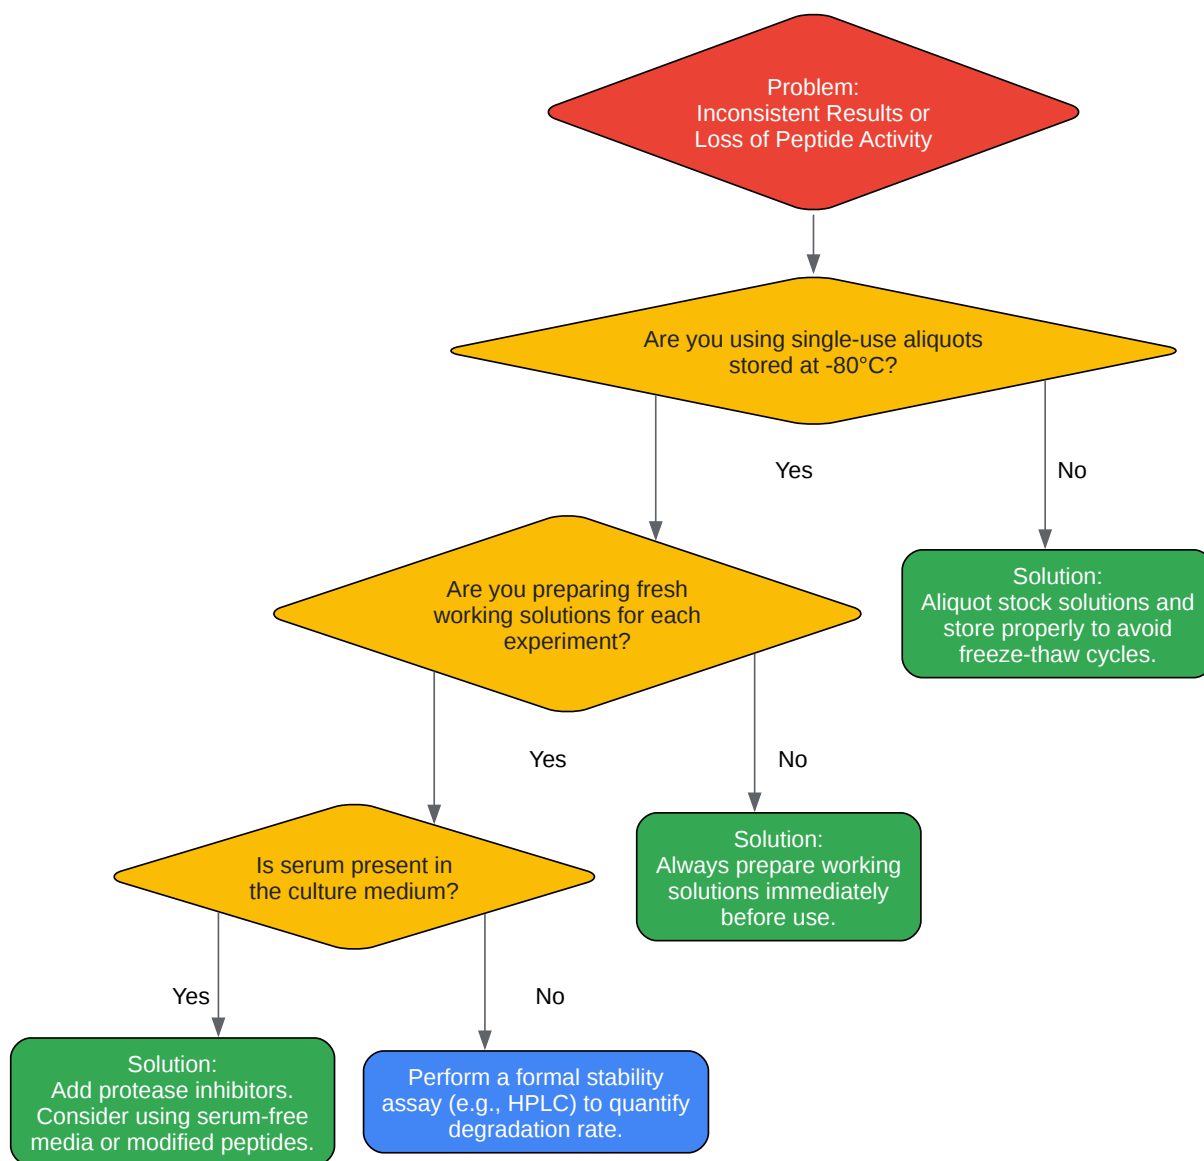 Problem:
Inconsistent Results or
Loss of Peptide Activity
Are you using single-use aliquots
stored at -80°C?
Yes
No
Are you preparing fresh
working solutions for each
experiment?
Solution:
Aliquot stock solutions and
store properly to avoid
freeze-thaw cycles.
Yes
No
Is serum present in
the culture medium?
Solution:
Always prepare working
solutions immediately
before use.
Yes
No
Solution:
Add protease inhibitors.
Consider using serum-free
media or modified peptides.
Perform a formal stability
assay (e.g., HPLC) to quantify
degradation rate.